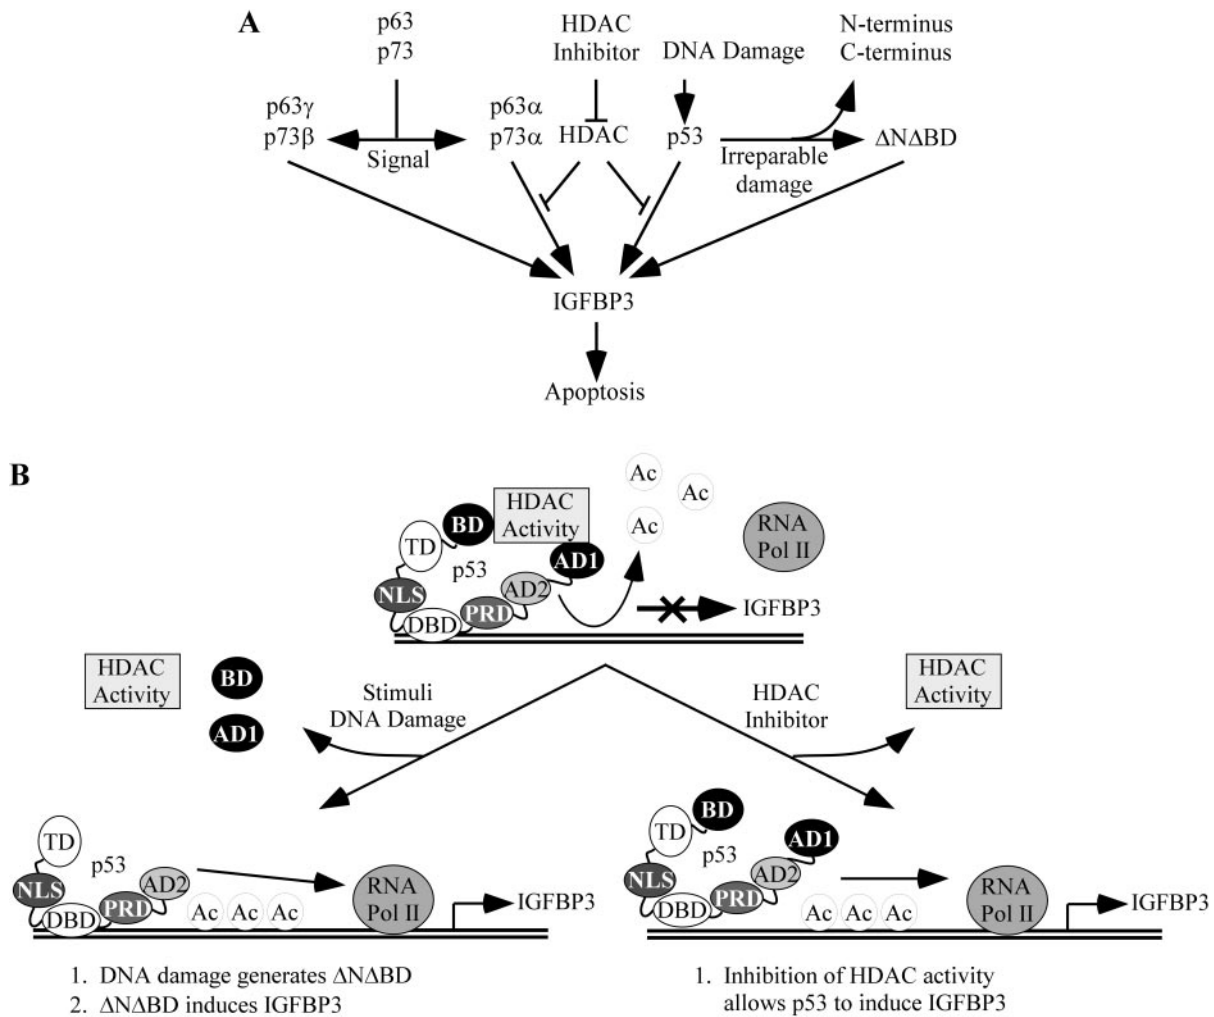 A
p63
p73
HDAC
Inhibitor
DNA Damage
N-terminus
C-terminus
p63γ
p73β
Signal
p63α
p73α
HDAC
p53
Irreparable
damage
ΔNΔBD
IGFBP3
Apoptosis
B
BD
HDAC
Activity
Ac
Ac
Ac
RNA
Pol II
TD
p53
AD1
NLS
AD2
PRD
DBD
IGFBP3
HDAC
Activity
BD
AD1
Stimuli
DNA Damage
HDAC
Inhibitor
HDAC
Activity
TD
p53
NLS
AD2
PRD
DBD
Ac Ac Ac
RNA
Pol II
IGFBP3
BD
TD
AD1
p53
NLS
AD2
PRD
DBD
Ac Ac Ac
RNA
Pol II
IGFBP3
1. DNA damage generates ΔNΔBD
2. ΔNΔBD induces IGFBP3
1. Inhibition of HDAC activity
allows p53 to induce IGFBP3